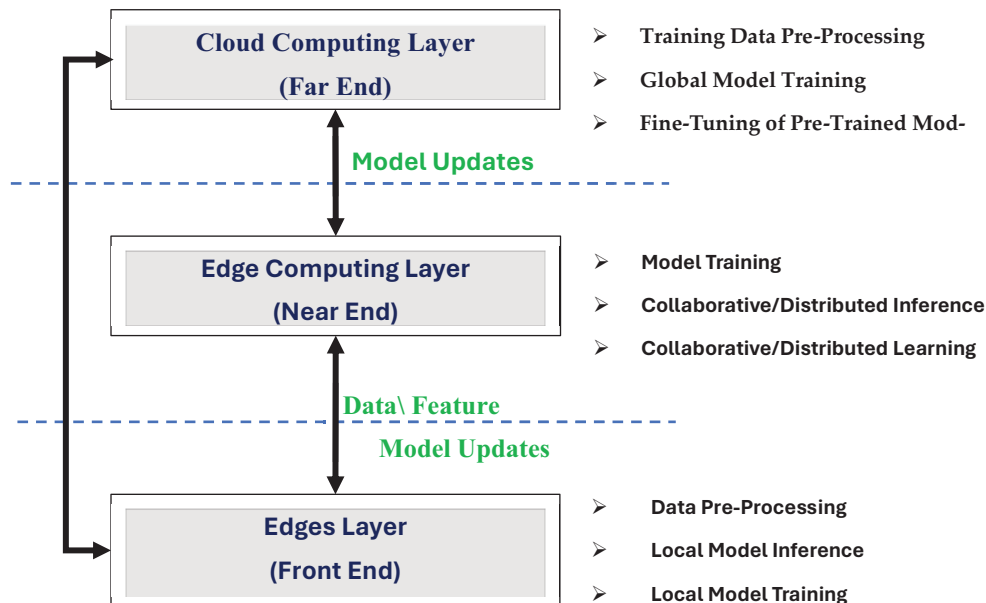 Cloud Computing Layer
(Far End)
➢ Training Data Pre-Processing
➢ Global Model Training
➢ Fine-Tuning of Pre-Trained Mod-
Model Updates
Edge Computing Layer
(Near End)
➢ Model Training
➢ Collaborative/Distributed Inference
➢ Collaborative/Distributed Learning
Data\ Feature
Model Updates
Edges Layer
(Front End)
➢ Data Pre-Processing
➢ Local Model Inference
➢ Local Model Training